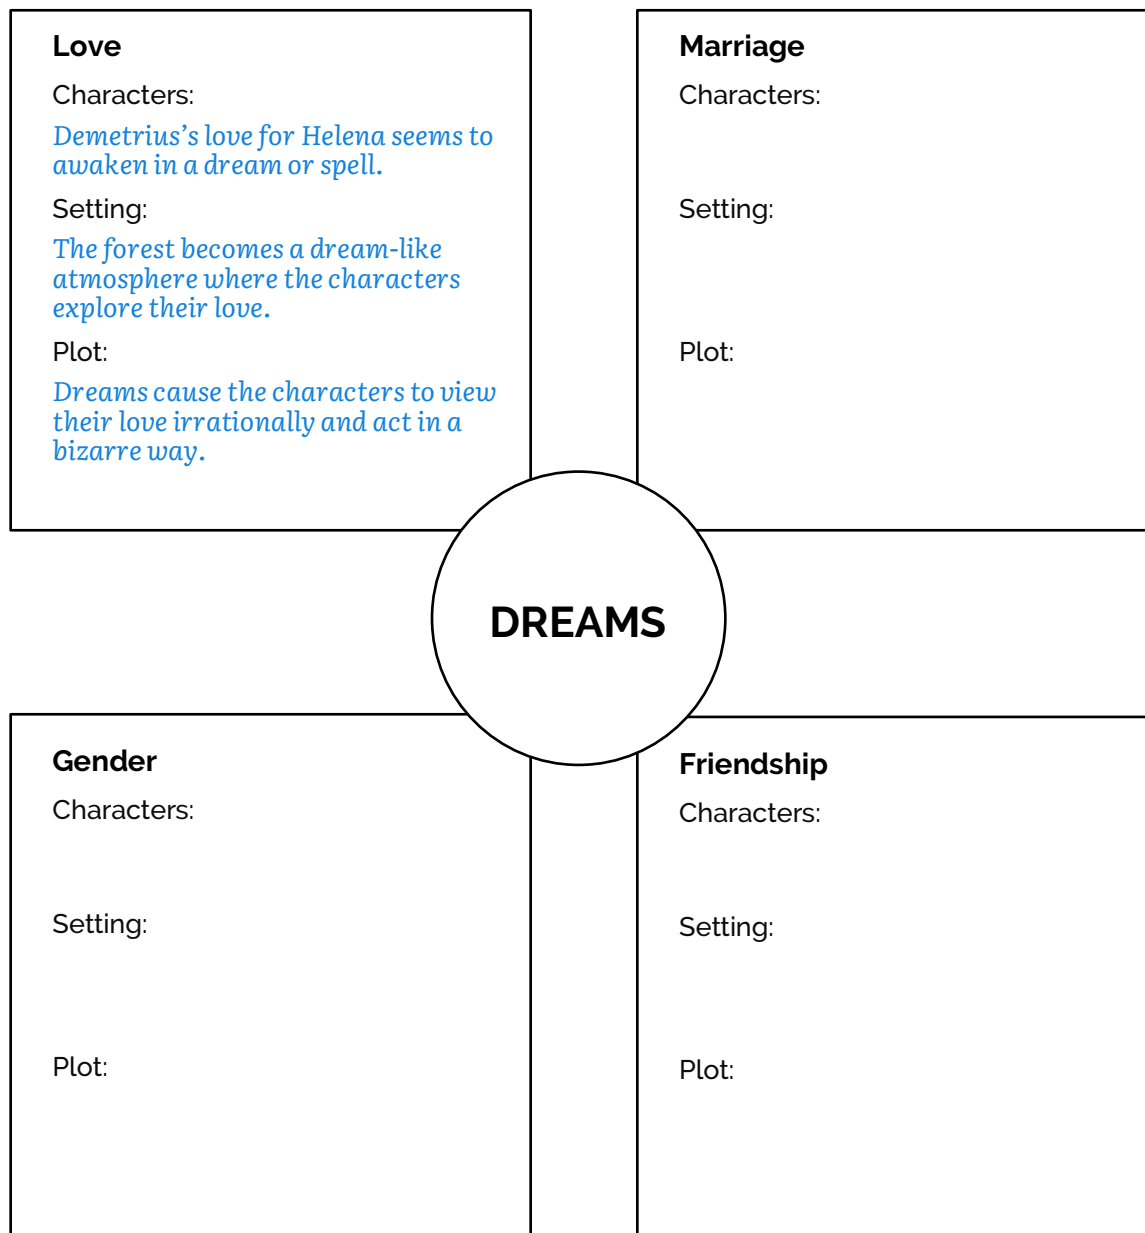 Love
Characters:
Demetrius’s love for Helena seems to
awaken in a dream or spell.
Setting:
The forest becomes a dream-like
atmosphere where the characters
explore their love.
Plot:
Dreams cause the characters to view
their love irrationally and act in a
bizarre way.
Marriage
Characters:
Setting:
Plot:
DREAMS
Gender
Characters:
Setting:
Plot:
Friendship
Characters:
Setting:
Plot: